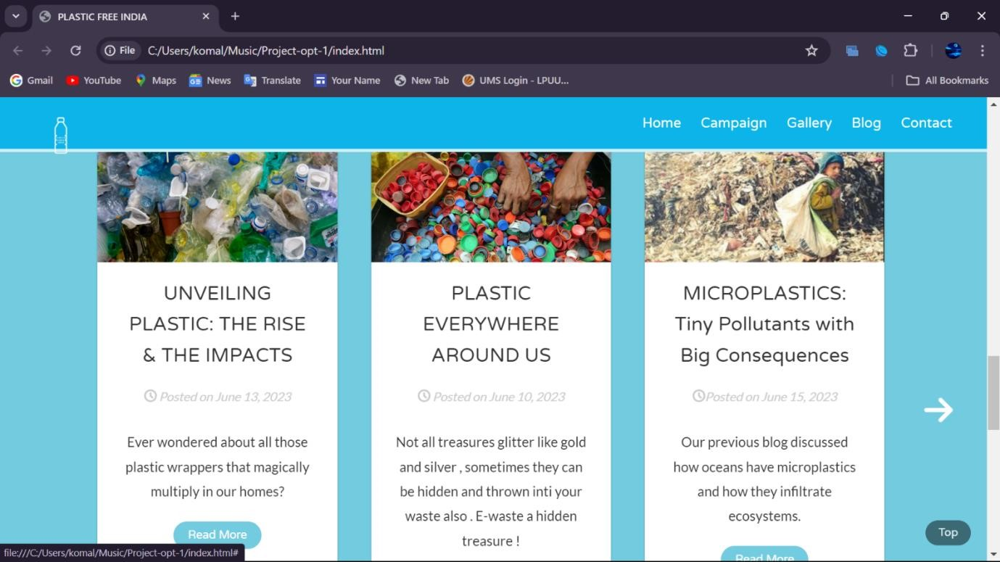 PLASTIC FREE INDIA
File
C:/Users/komal/Music/Project-opt-1/index.html
Gmail
YouTube
Maps
News
Translate
Your Name
New Tab
UMS Login - LPUU...
All Bookmarks
Home
Campaign
Gallery
Blog
Contact
UNVEILING
PLASTIC: THE RISE
& THE IMPACTS
Posted on June 13, 2023
Ever wondered about all those
plastic wrappers that magically
multiply in our homes?
Read More
PLASTIC
EVERYWHERE
AROUND US
Posted on June 10, 2023
Not all treasures glitter like gold
and silver , sometimes they can
be hidden and thrown inti your
waste also . E-waste a hidden
treasure !
MICROPLASTICS:
Tiny Pollutants with
Big Consequences
Posted on June 15, 2023
Our previous blog discussed
how oceans have microplastics
and how they infiltrate
ecosystems.
Read More
Top
file:///C:/Users/komal/Music/Project-opt-1/index.html#